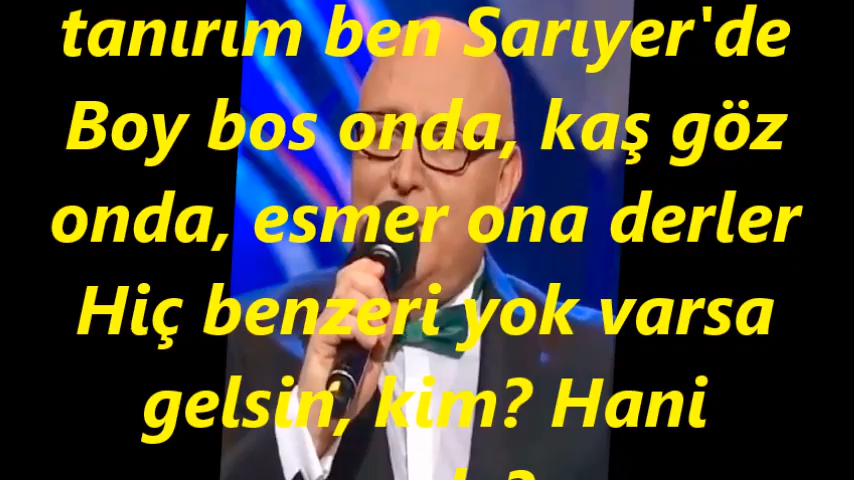 tanırım ben Sarıyer'de
Boy bos onda, kaş göz
onda, esmer ona derler
Hiç benzeri yok varsa
gelsin, kim? Hani